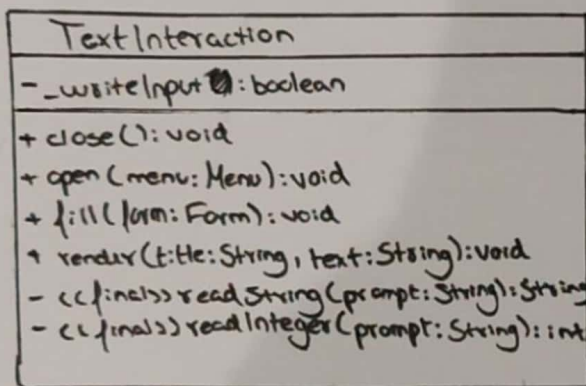 TextInteraction
- _writeInput : boolean
+ close(): void
+ open(menu: Menu): void
+ fill(form: Form): void
+ render(title: String, text: String): void
- <<final>> readString(prompt: String): String
- <<final>> readInteger(prompt: String): int